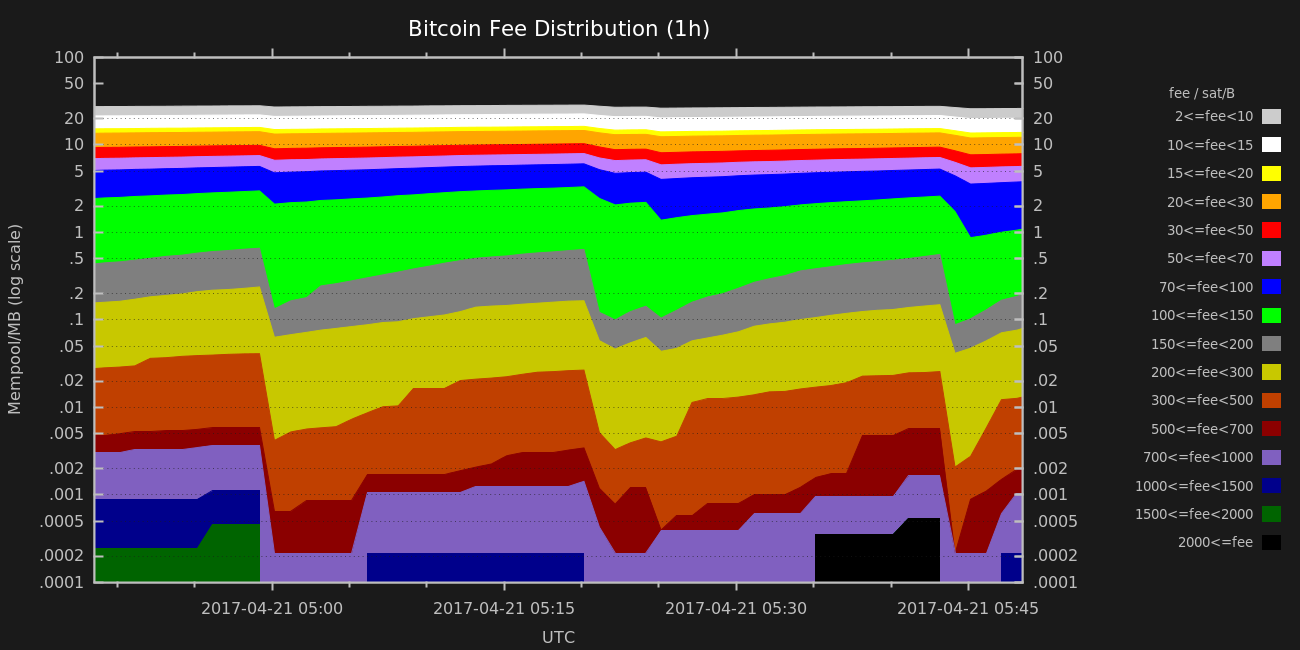 Bitcoin Fee Distribution (1h)
100 100
50 50
20 20
10 10
5 5
2 2
1 1
.5 .5
.2 .2
.1 .1
.05 .05
.02 .02
.01 .01
.005 .005
.002 .002
.001 .001
.0005 .0005
.0002 .0002
.0001 .0001
Mempool/MB (log scale)
2017-04-21 05:00 2017-04-21 05:15 2017-04-21 05:30 2017-04-21 05:45
UTC
fee / sat/B
2<=fee<10
10<=fee<15
15<=fee<20
20<=fee<30
30<=fee<50
50<=fee<70
70<=fee<100
100<=fee<150
150<=fee<200
200<=fee<300
300<=fee<500
500<=fee<700
700<=fee<1000
1000<=fee<1500
1500<=fee<2000
2000<=fee